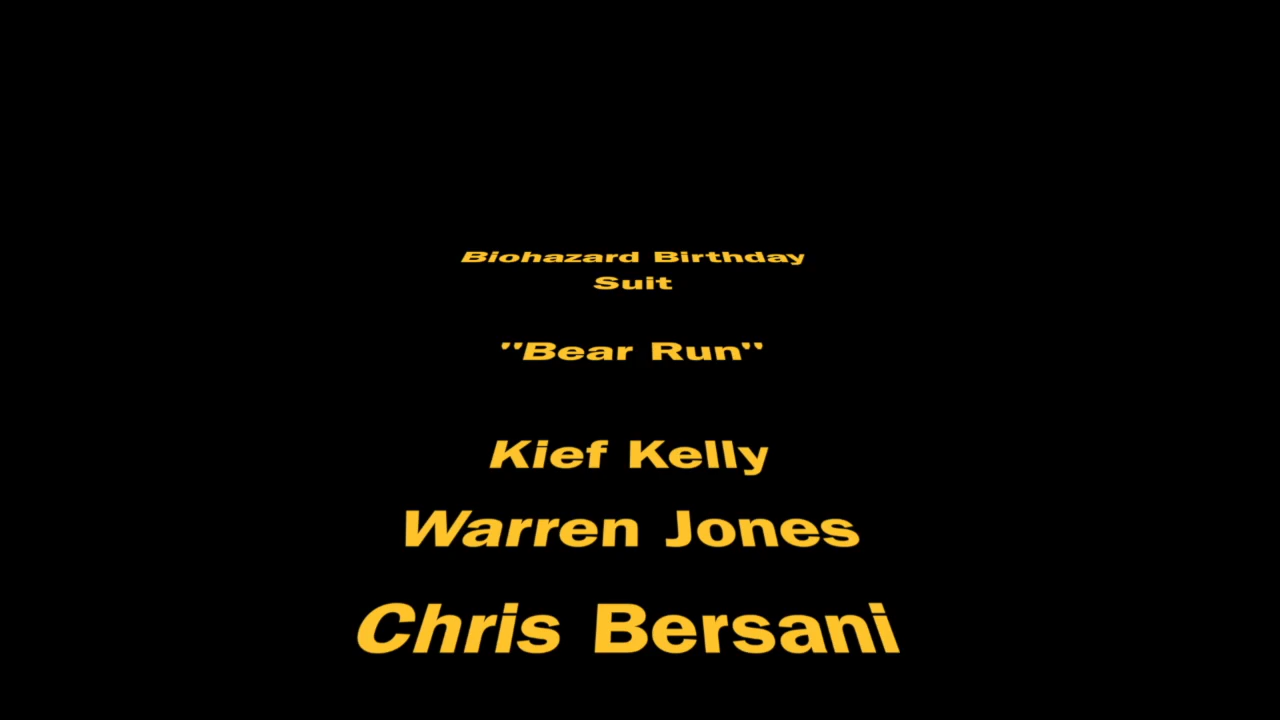 Biohazard Birthday
Suit
"Bear Run"
Kief Kelly
Warren Jones
Chris Bersani